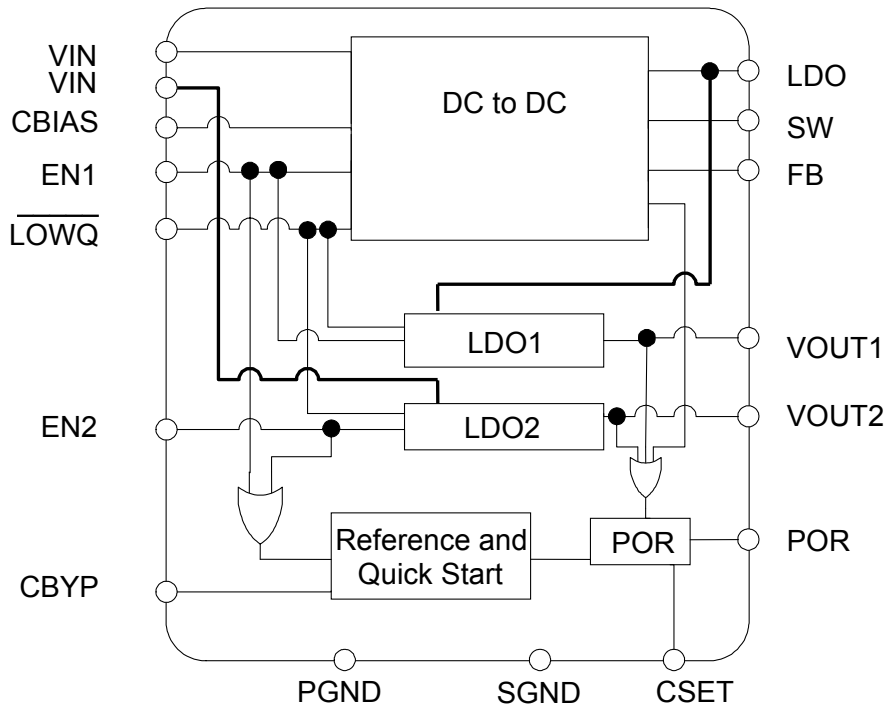 VIN
VIN
CBIAS
EN1
LOWQ
EN2
CBYP
DC to DC
LDO1
LDO2
Reference and
Quick Start
POR
LDO
SW
FB
VOUT1
VOUT2
POR
PGND
SGND
CSET